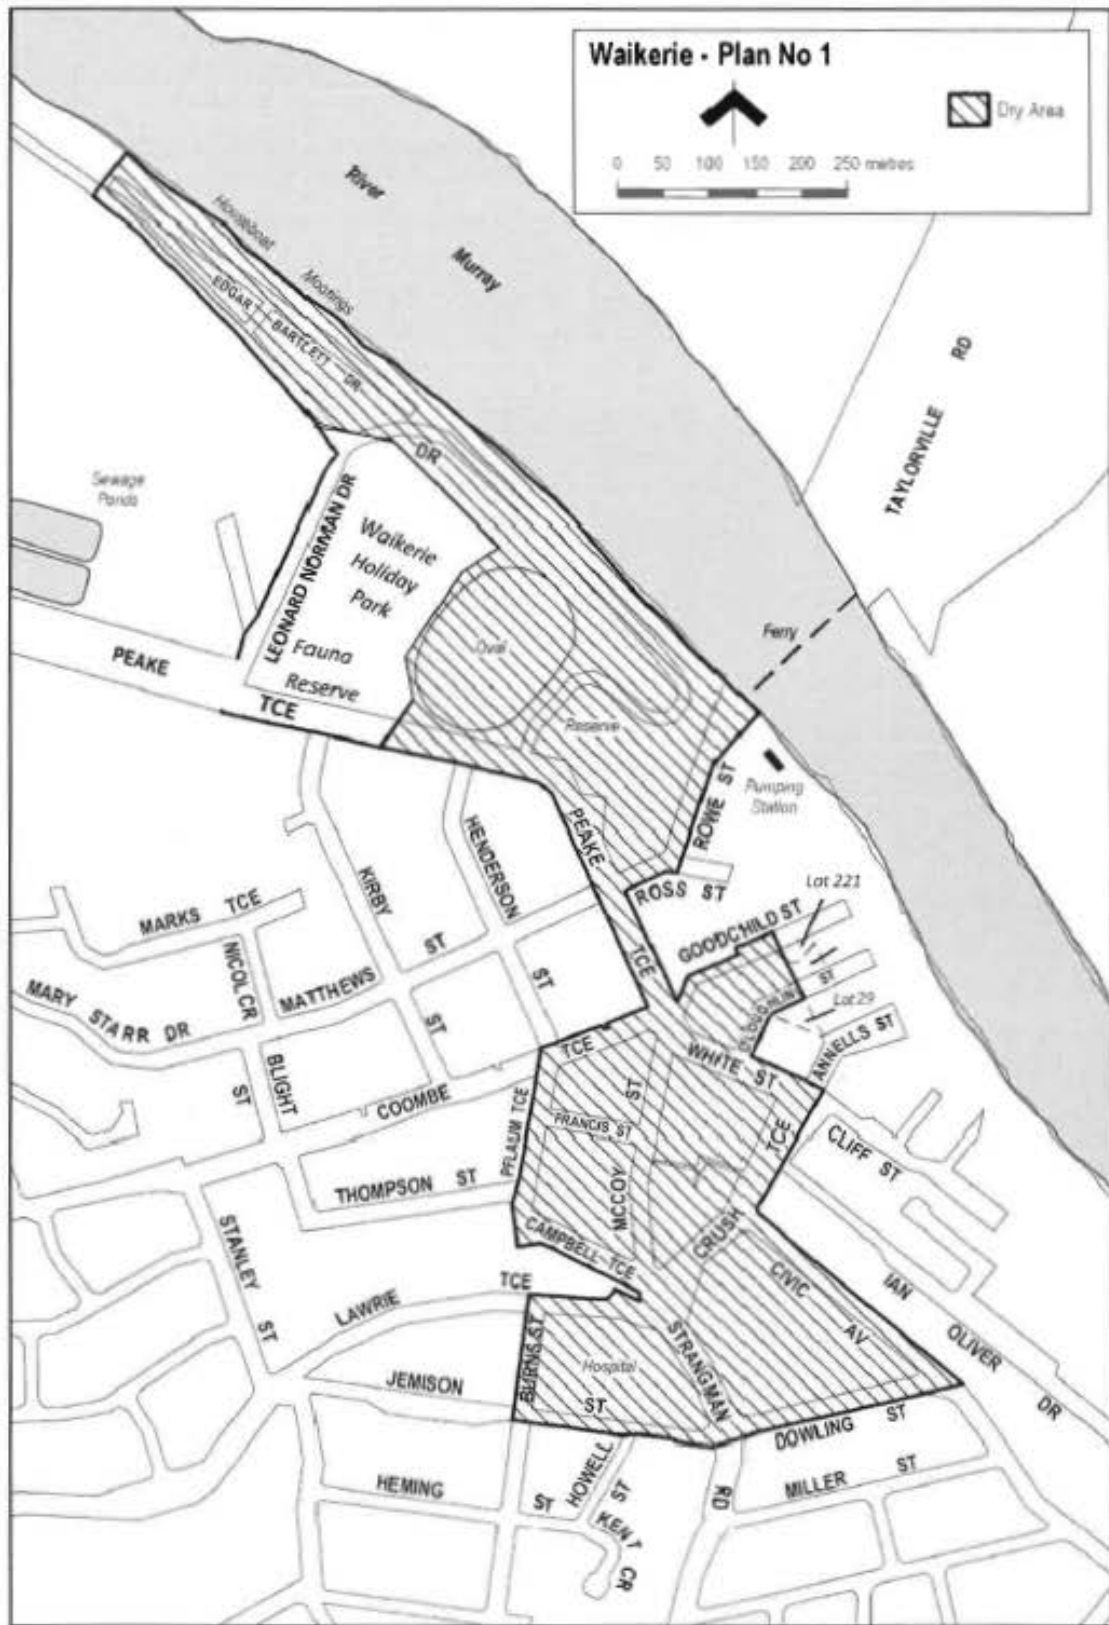 Waikerie - Plan No 1
Dry Area
0 50 100 150 200 250 metres
River
Murray
Houseboat
Moorings
EDGAR
BARTLETT
DR
DR
TAYLORVILLE RD
Sewage
Ponds
LEONARD NORMAN DR
Waikerie
Holiday
Park
Fauna
Reserve
Oval
Ferry
PEAKE
TCE
Reserve
Pumping
Station
ROWE ST
PEAKE
TCE
HENDERSON
ST
ROSS ST
Lot 221
GOODCHILD ST
KIRBY
ST
MARKS TCE
NICOL CR
MATTHEWS
ST
MARY STARR DR
ST
Lot 29
ANNELLS ST
WHITE ST
TCE
ST
BLIGHT
ST
COOMBE
PFLAUM TCE
FRANCIS ST
MCCOY
TCE
CLIFF ST
THOMPSON ST
CRUSH
CAMPBELL TCE
STANLEY
ST
LAWRIE
TCE
CIVIC
AV
IAN
OLIVER
DR
BURNS ST
Hospital
STRANGMAN
RD
JEMISON
ST
DOWLING ST
MILLER ST
HEMING
ST
HOWELL
ST
KENT
CR